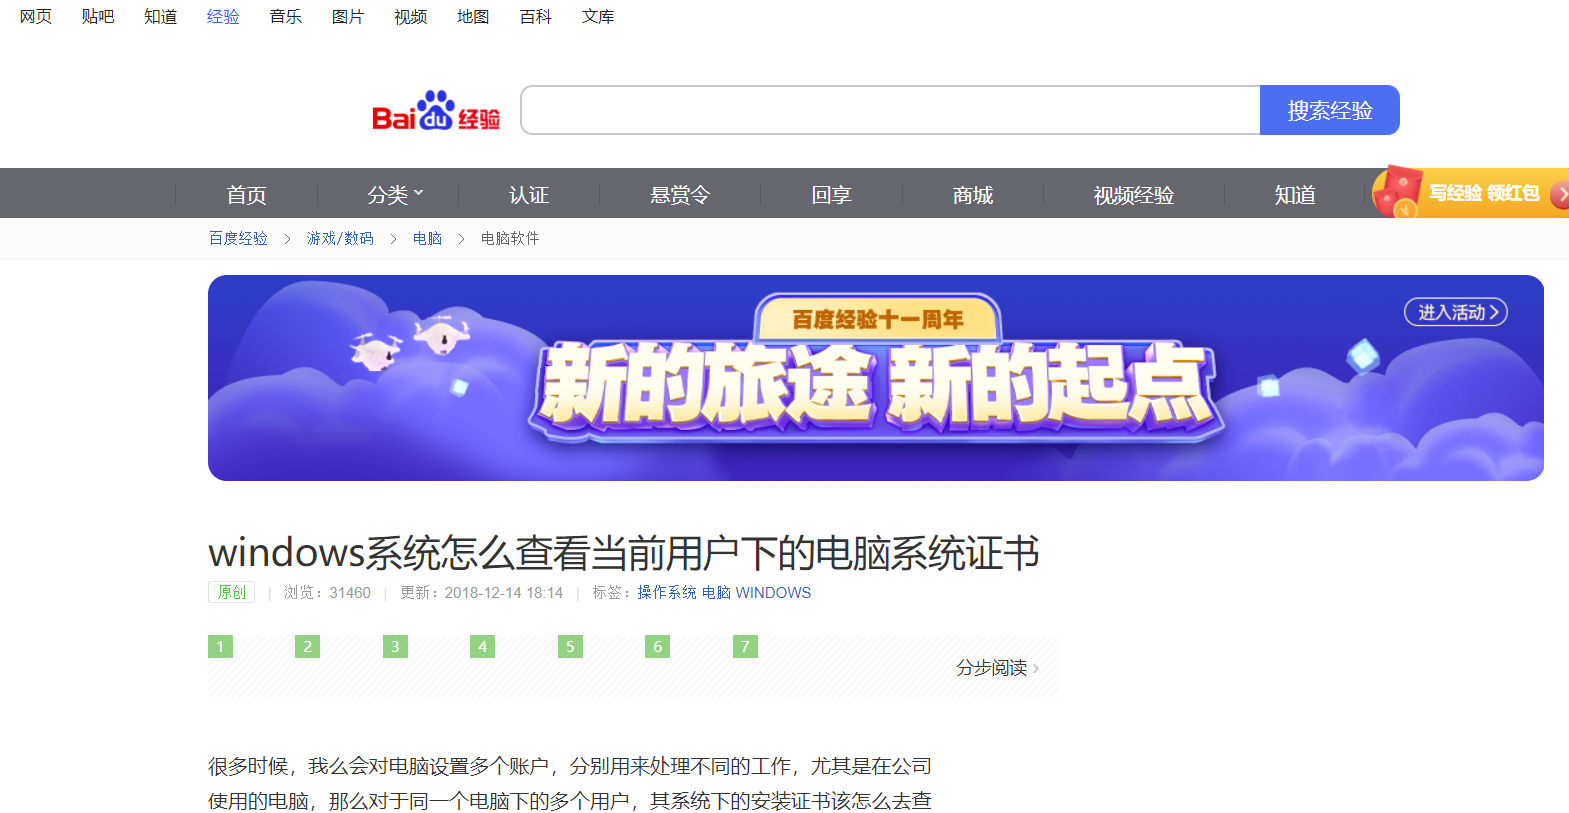 网页 贴吧 知道 经验 音乐 图片 视频 地图 百科 文库
Bai du 经验 搜索经验
首页 分类 认证 悬赏令 回享 商城 视频经验 知道 写经验 领红包
百度经验 > 游戏/数码 > 电脑 > 电脑软件
百度经验十一周年
进入活动
新的旅途 新的起点
windows系统怎么查看当前用户下的电脑系统证书
原创 | 浏览：31460 | 更新：2018-12-14 18:14 | 标签：操作系统 电脑 WINDOWS
1 2 3 4 5 6 7
分步阅读
很多时候，我么会对电脑设置多个账户，分别用来处理不同的工作，尤其是在公司
使用的电脑，那么对于同一个电脑下的多个用户，其系统下的安装证书该怎么去查